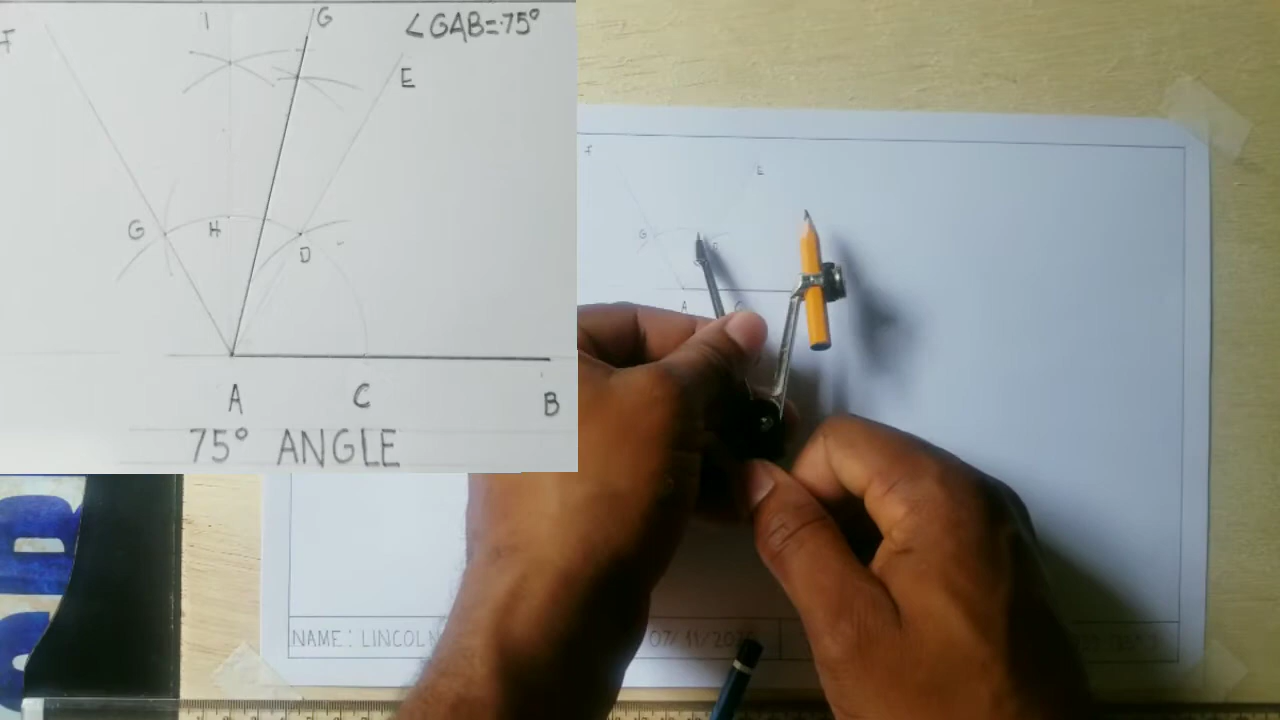 I
G
∠GAB=75°
F
E
G
H
D
A
C
B
75° ANGLE
F
E
G
D
A
C
NAME: LINCOLN
07/11/20